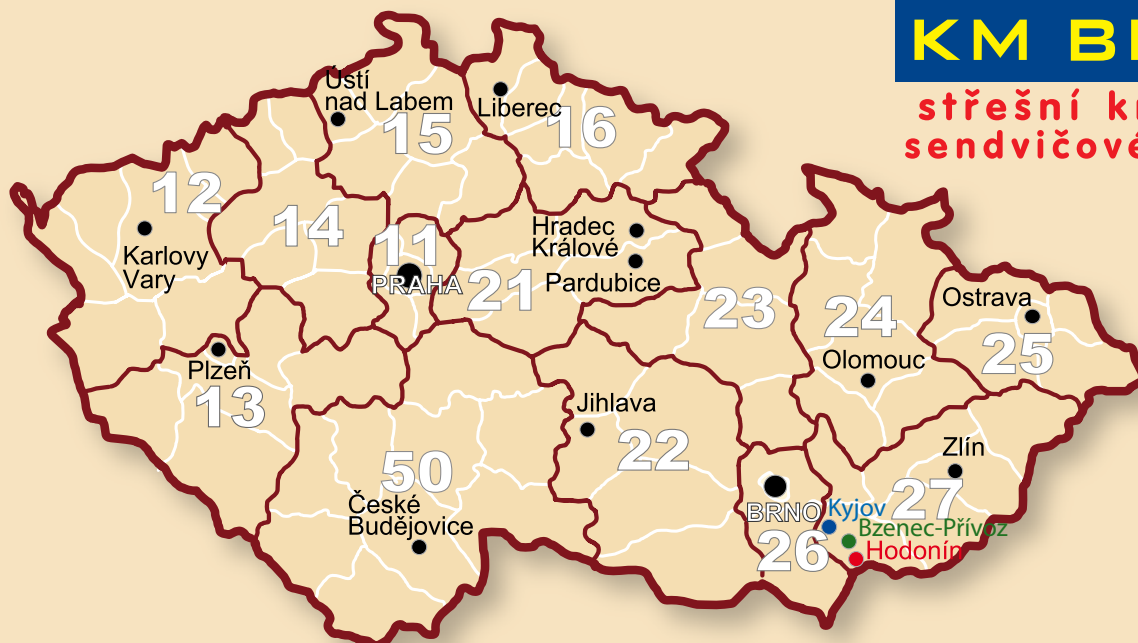 KM B
střešní k
sendvičové
Ústí
nad Labem
Liberec
15
16
12
Karlovy
Vary
14
11
PRAHA
Hradec
Králové
Pardubice
21
23
24
Ostrava
25
Olomouc
Plzeň
13
Jihlava
22
50
České
Budějovice
Zlín
27
BRNO
26
Kyjov
Bzenec-Přívoz
Hodonín